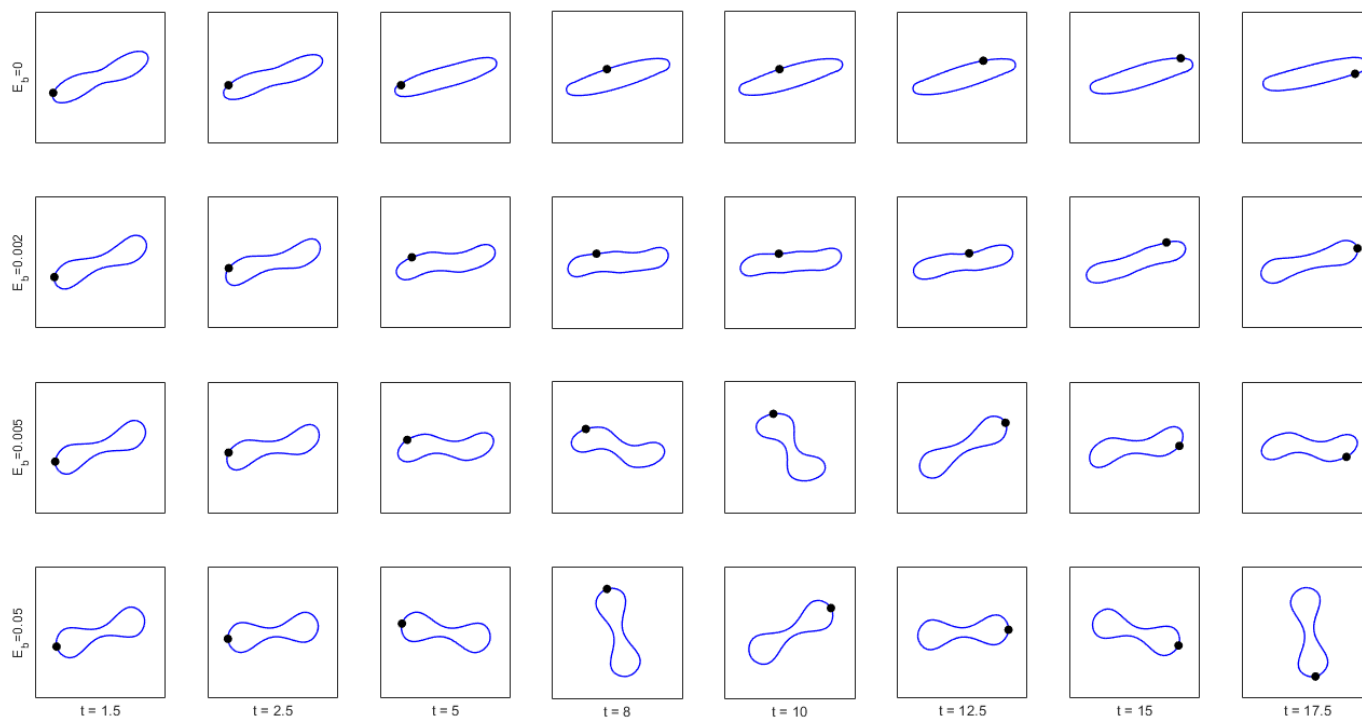 E_b=0
E_b=0.002
E_b=0.005
E_b=0.05
t = 1.5
t = 2.5
t = 5
t = 8
t = 10
t = 12.5
t = 15
t = 17.5